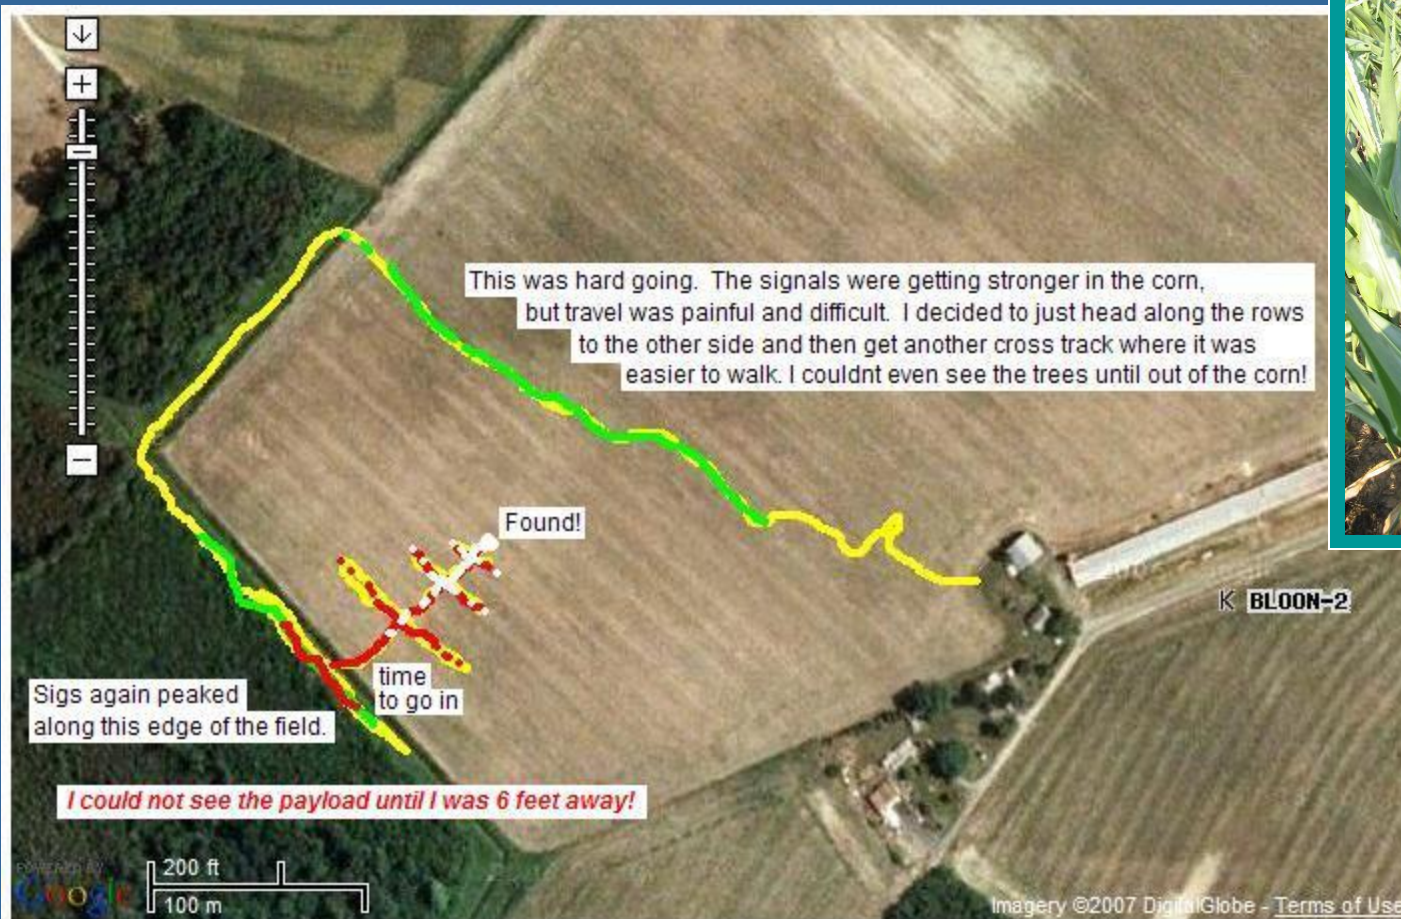 This was hard going. The signals were getting stronger in the corn,
but travel was painful and difficult. I decided to just head along the rows
to the other side and then get another cross track where it was
easier to walk. I couldnt even see the trees until out of the corn!
Found!
K BLOON-2
time
to go in
Sigs again peaked
along this edge of the field.
I could not see the payload until I was 6 feet away!
POWERED BY
Google
200 ft
100 m
Imagery ©2007 DigitalGlobe - Terms of Use